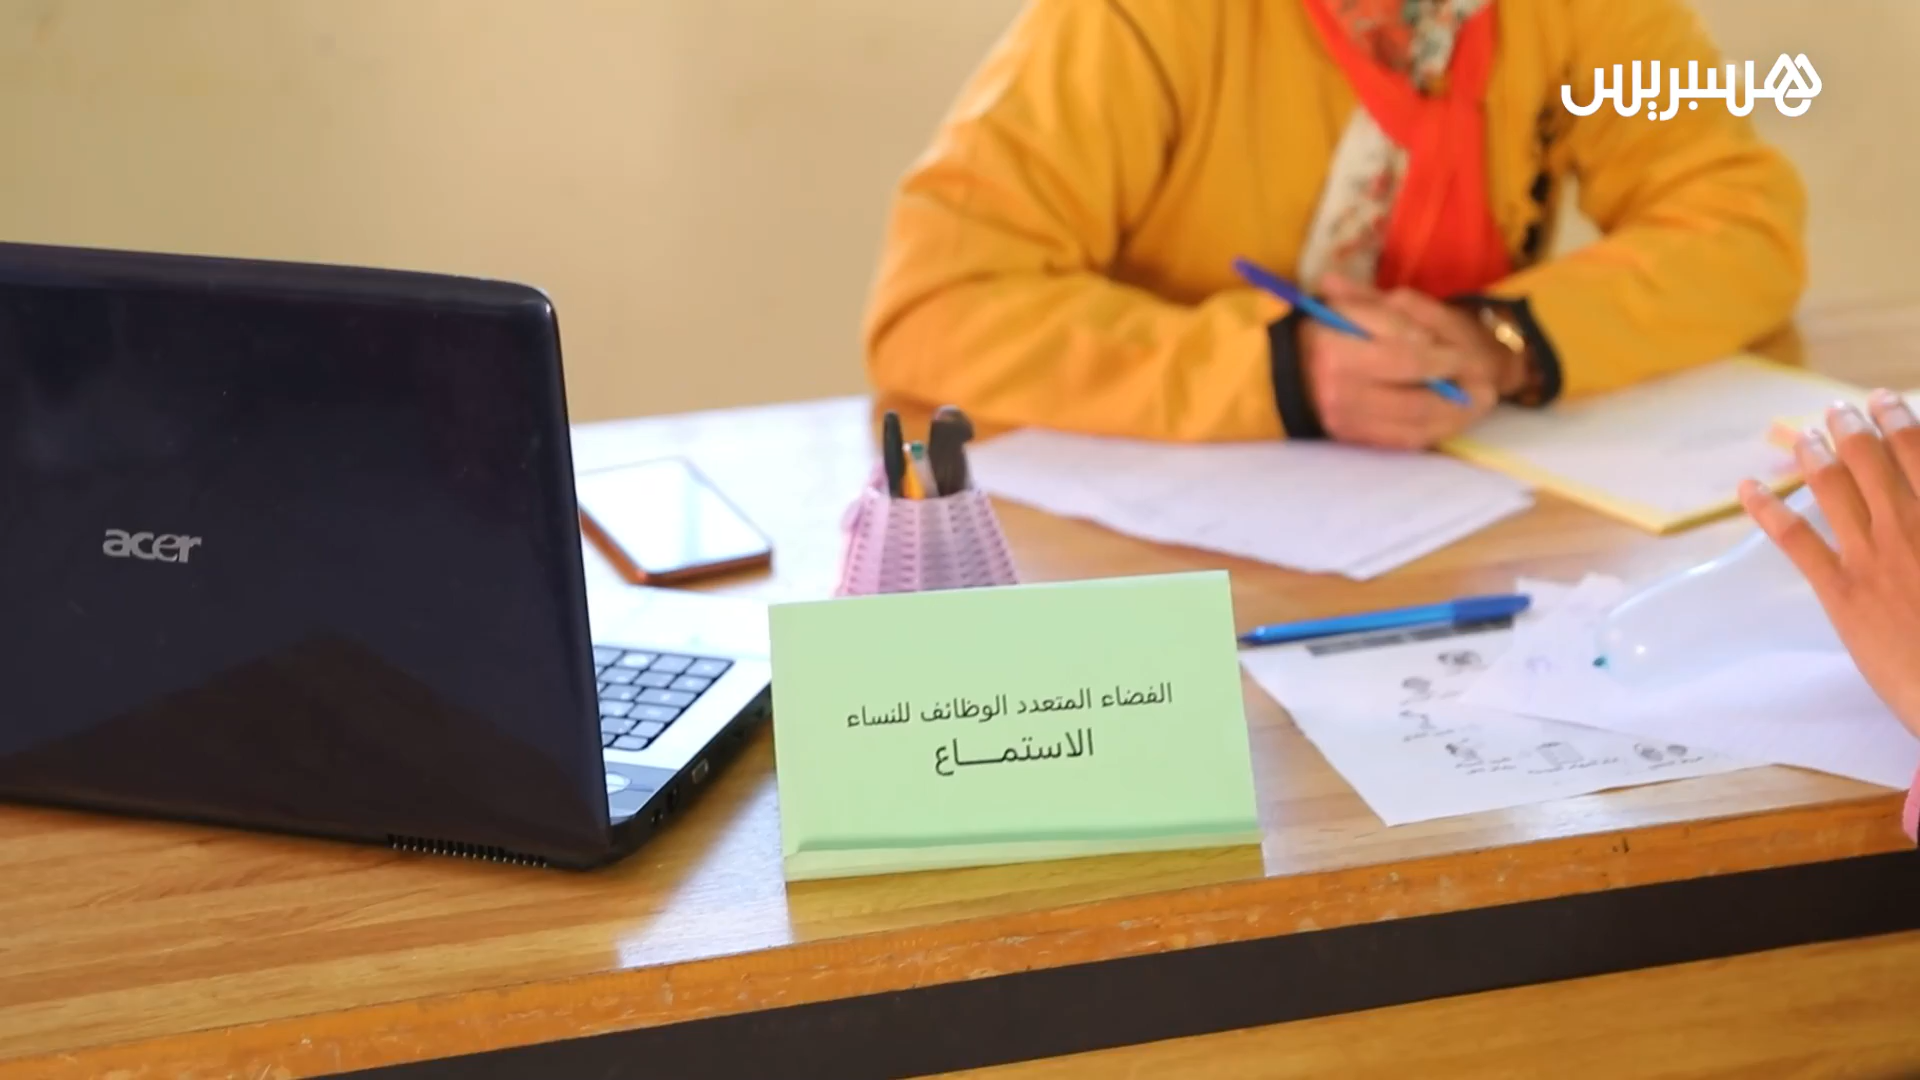 هسبريس
acer
الفضاء المتعدد الوظائف للنساء
الاستمـــاع